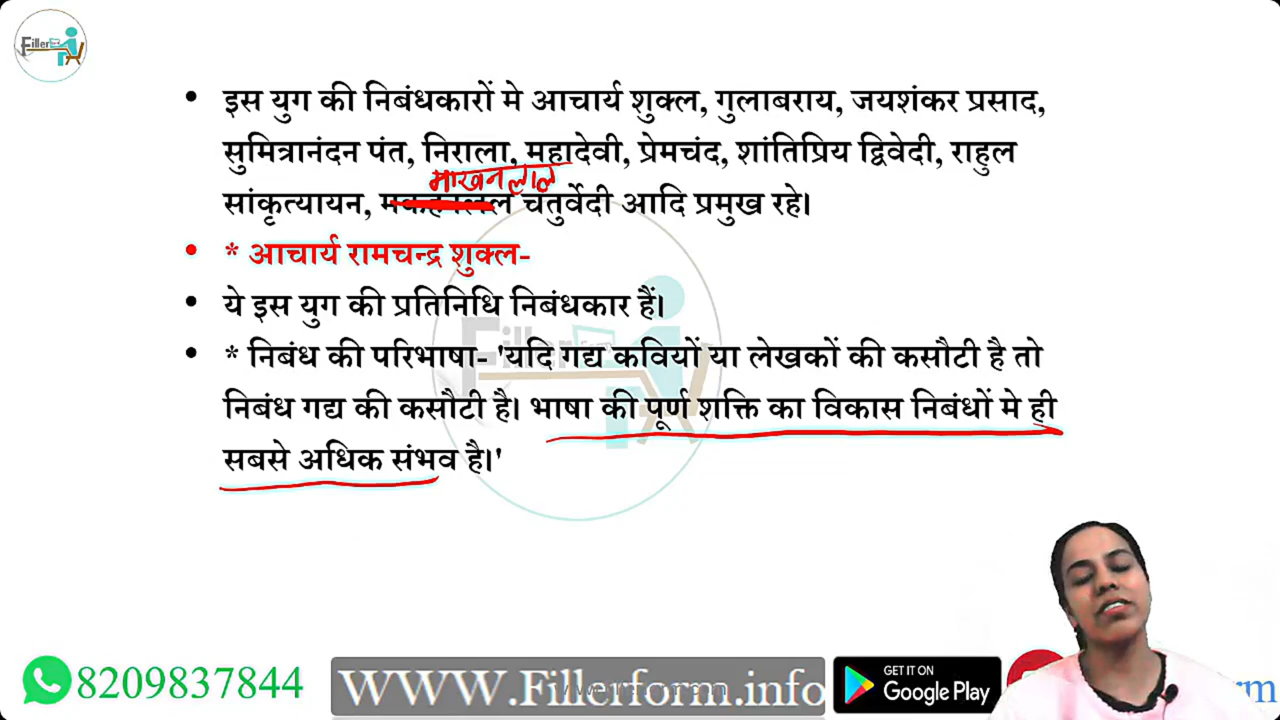 Fillerform
इस युग की निबंधकारों मे आचार्य शुक्ल, गुलाबराय, जयशंकर प्रसाद,
सुमित्रानंदन पंत, निराला, महादेवी, प्रेमचंद, शांतिप्रिय द्विवेदी, राहुल
माखनलाल
सांकृत्यायन, चतुर्वेदी आदि प्रमुख रहे।
* आचार्य रामचन्द्र शुक्ल-
ये इस युग की प्रतिनिधि निबंधकार हैं।
* निबंध की परिभाषा- 'यदि गद्य कवियों या लेखकों की कसौटी है तो
निबंध गद्य की कसौटी है। भाषा की पूर्ण शक्ति का विकास निबंधों मे ही
सबसे अधिक संभव है।'
8209837844
WWW.Fillerform.info
GET IT ON
Google Play